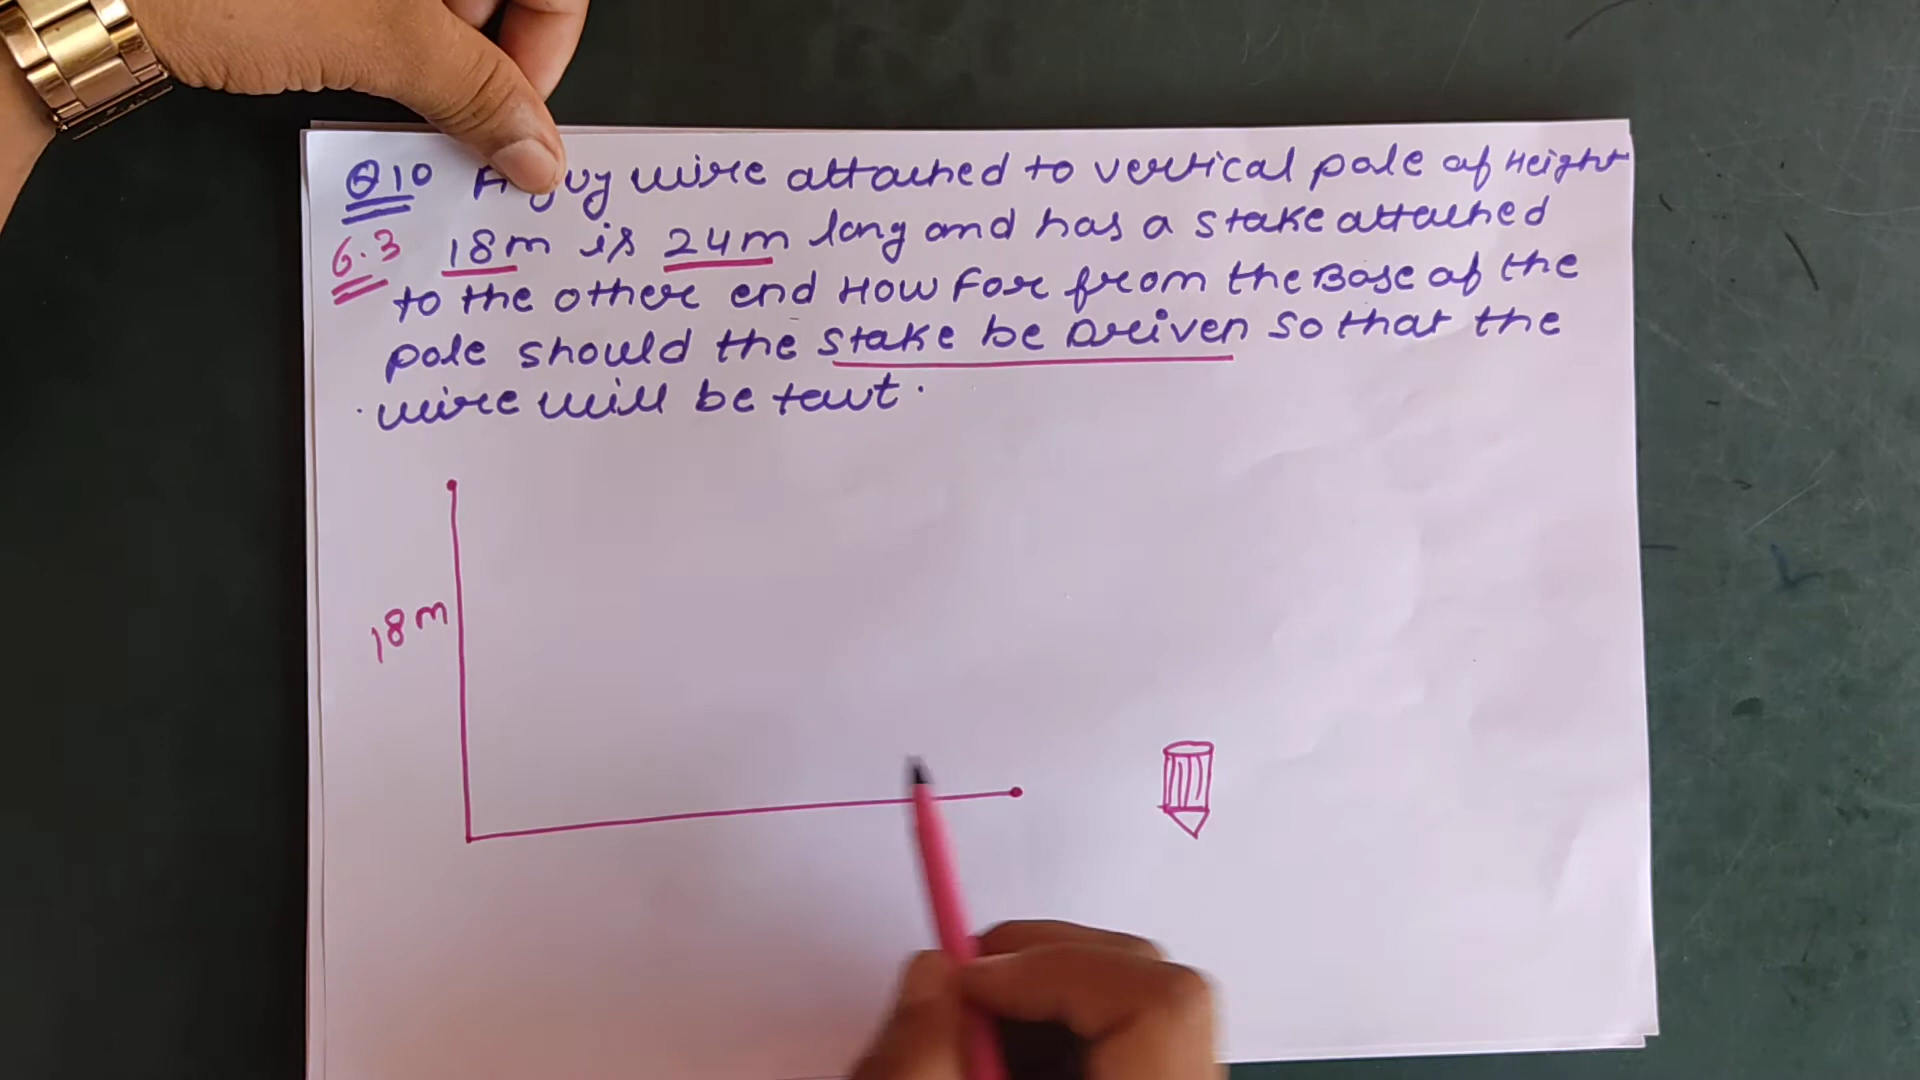 Q10 A guy wire attached to vertical pole of Height
6.3 18m is 24m long and has a stake attached
to the other end How far from the Base of the
pole should the stake be Driven so that the
wire will be taut.
18m